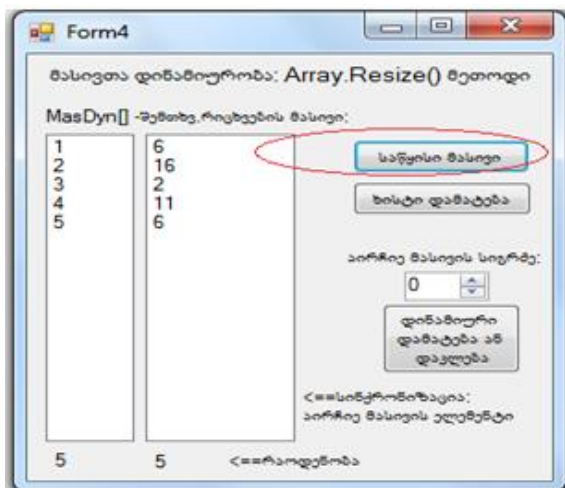 Form4
მასივთა დინამიურობა: Array.Resize() მეთოდი
MasDyn[] -შემთხ.რიცხვების მასივი:
1
2
3
4
5
6
16
2
11
6
საწყისი მასივი
ხისტი დამატება
აირჩიე მასივის სიგრძე:
0
დინამიური
დამატება ან
დაკლება
<==სინქრონიზაცია:
აირჩიე მასივის ელემენტი
5
5
<==რაოდენობა